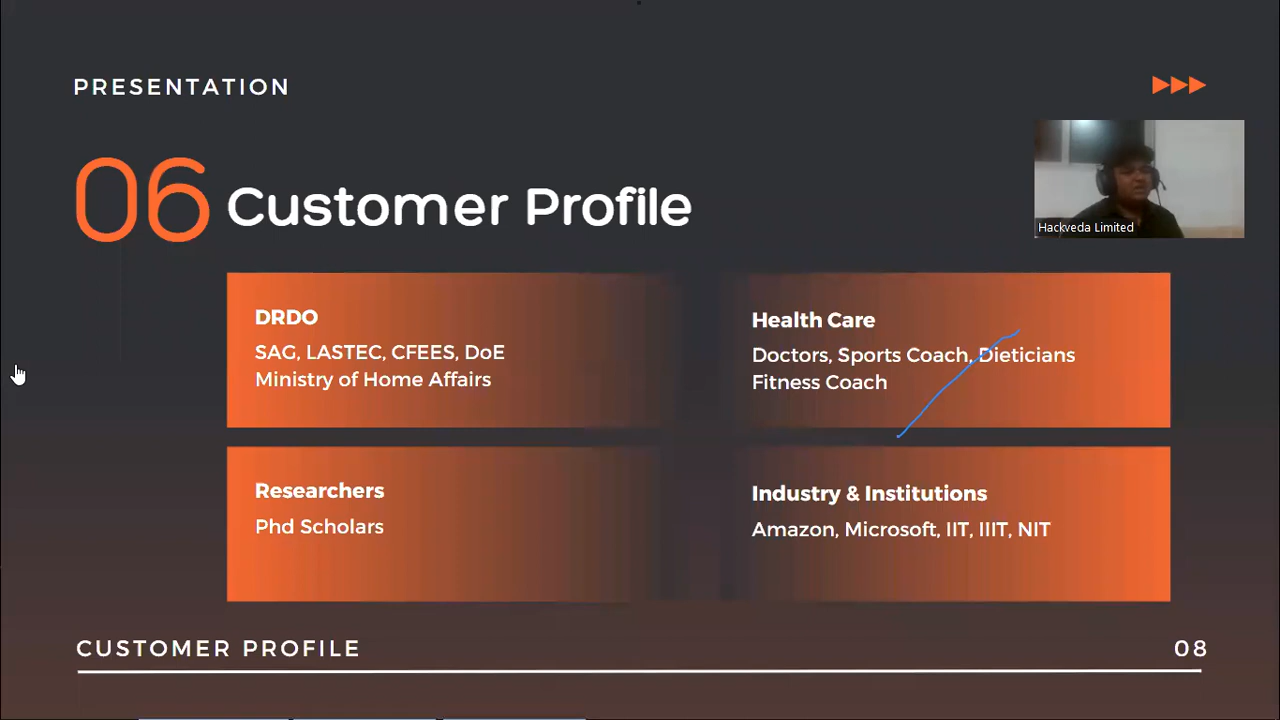 PRESENTATION
06 Customer Profile
Hackveda Limited
DRDO
SAG, LASTEC, CFEES, DoE
Ministry of Home Affairs
Health Care
Doctors, Sports Coach, Dieticians
Fitness Coach
Researchers
Phd Scholars
Industry & Institutions
Amazon, Microsoft, IIT, IIIT, NIT
CUSTOMER PROFILE
08